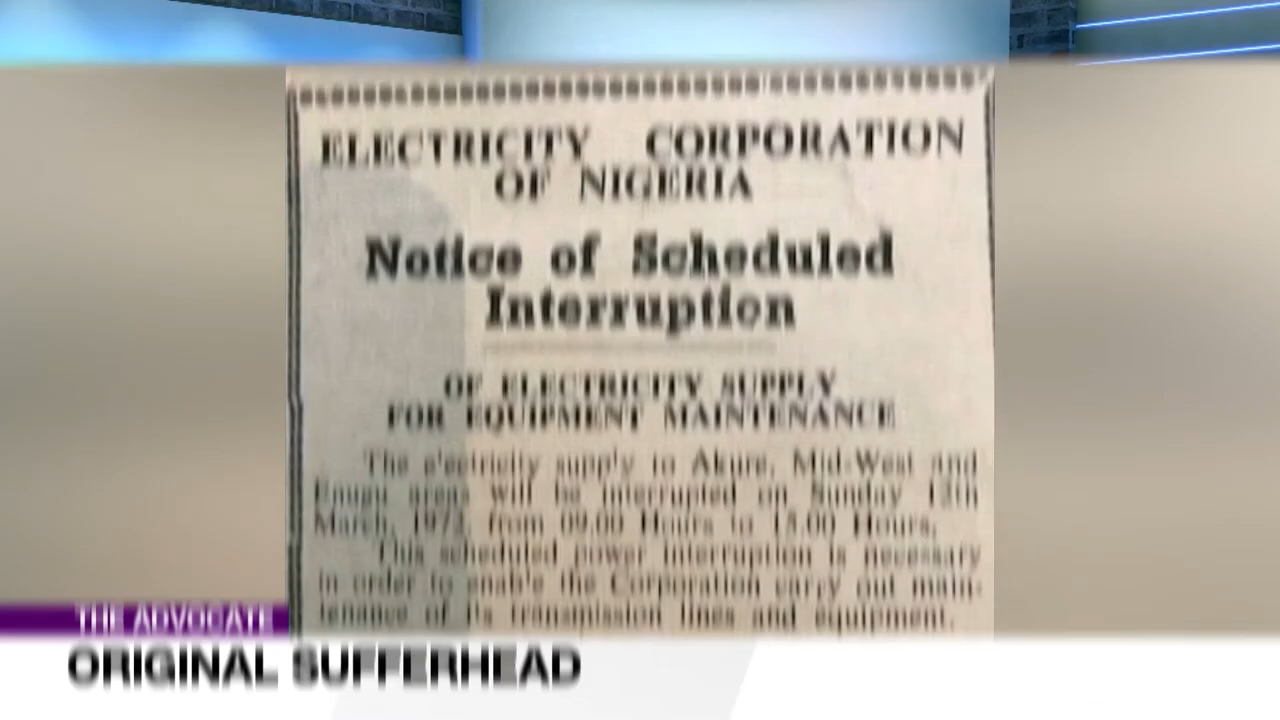 ELECTRICITY CORPORATION
OF NIGERIA
Notice of Scheduled
Interruption
OF ELECTRICITY SUPPLY
FOR EQUIPMENT MAINTENANCE
The electricity supply to Akure, Mid-West and
Enugu areas will be interrupted on Sunday 12th
March, 1972, from 09.00 Hours to 15.00 Hours.
This scheduled power interruption is necessary
in order to enable the Corporation carry out main-
tenance of its transmission lines and equipment.
THE ADVOCATE
ORIGINAL SUFFERHEAD